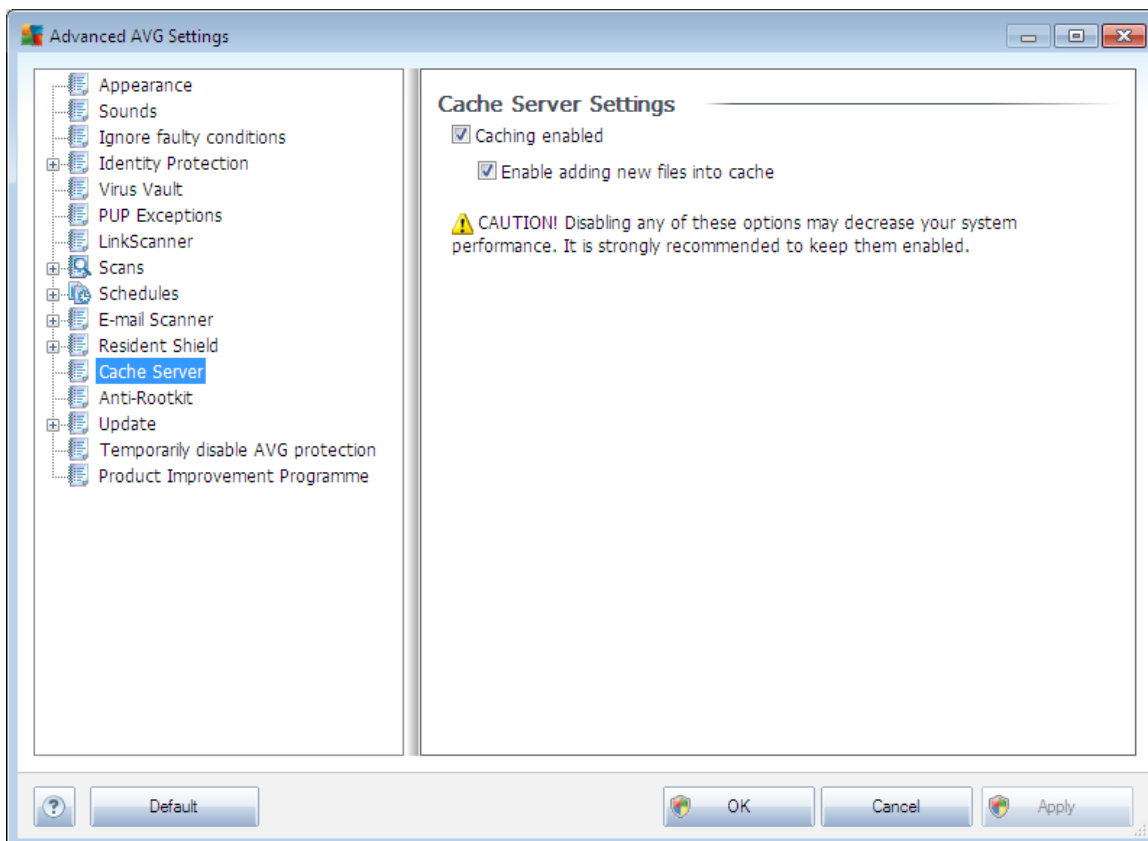 Advanced AVG Settings
Appearance
Sounds
Ignore faulty conditions
Identity Protection
Virus Vault
PUP Exceptions
LinkScanner
Scans
Schedules
E-mail Scanner
Resident Shield
Cache Server
Anti-Rootkit
Update
Temporarily disable AVG protection
Product Improvement Programme
Cache Server Settings
Caching enabled
Enable adding new files into cache
CAUTION! Disabling any of these options may decrease your system
performance. It is strongly recommended to keep them enabled.
?
Default
OK
Cancel
Apply